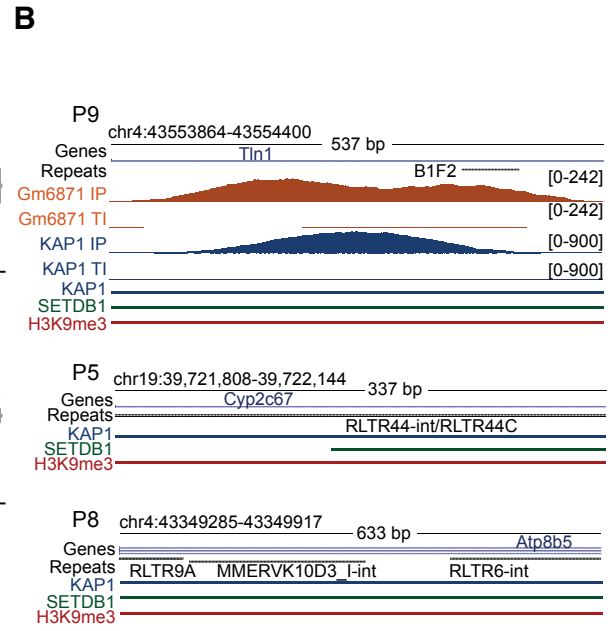 B
P9
chr4:43553864-43554400
537 bp
Genes
Tln1
Repeats
B1F2
[0-242]
Gm6871 IP
[0-242]
Gm6871 TI
KAP1 IP
[0-900]
KAP1 TI
[0-900]
KAP1
SETDB1
H3K9me3
P5
chr19:39,721,808-39,722,144
337 bp
Genes
Cyp2c67
Repeats
RLTR44-int/RLTR44C
KAP1
SETDB1
H3K9me3
P8
chr4:43349285-43349917
633 bp
Atp8b5
Genes
Repeats
RLTR9A
MMERVK10D3_I-int
RLTR6-int
KAP1
SETDB1
H3K9me3